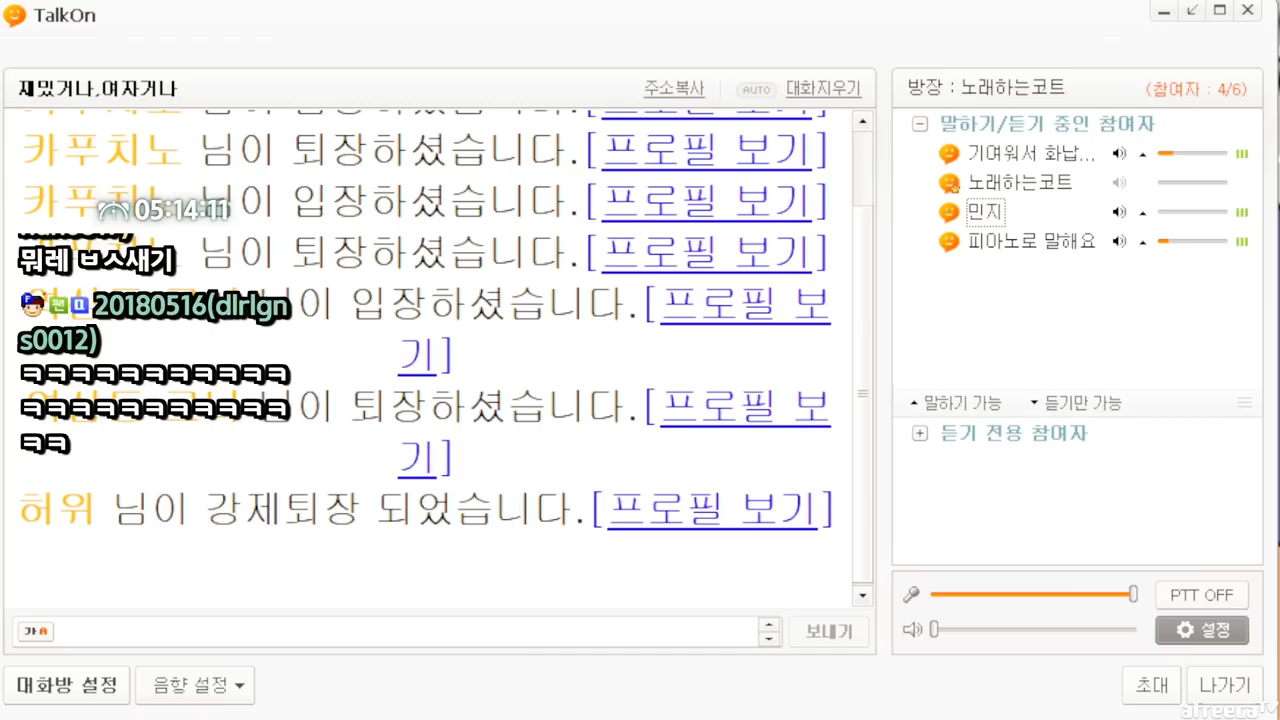 TalkOn
재밌거나,여자거나
주소복사
AUTO
대화지우기
카푸치노 님이 퇴장하셨습니다.[프로필 보기]
카푸치노 님이 입장하셨습니다.[프로필 보기]
05:14:11
님이 퇴장하셨습니다.[프로필 보기]
뭐레 ㅂㅅ새기
님이 입장하셨습니다.[프로필 보
기]
20180516(dlrlgn
s0012)
ㅋㅋㅋㅋㅋㅋㅋㅋㅋㅋㅋ
님이 퇴장하셨습니다.[프로필 보
기]
ㅋㅋㅋㅋㅋㅋㅋㅋㅋㅋㅋ
ㅋㅋ
허위 님이 강제퇴장 되었습니다.[프로필 보기]
가
보내기
대화방 설정
음향 설정
방장 : 노래하는코트
(참여자 : 4/6)
말하기/듣기 중인 참여자
기여워서 화납...
노래하는코트
민지
피아노로 말해요
말하기 가능
듣기만 가능
듣기 전용 참여자
PTT OFF
설정
초대
나가기
afreecaTV